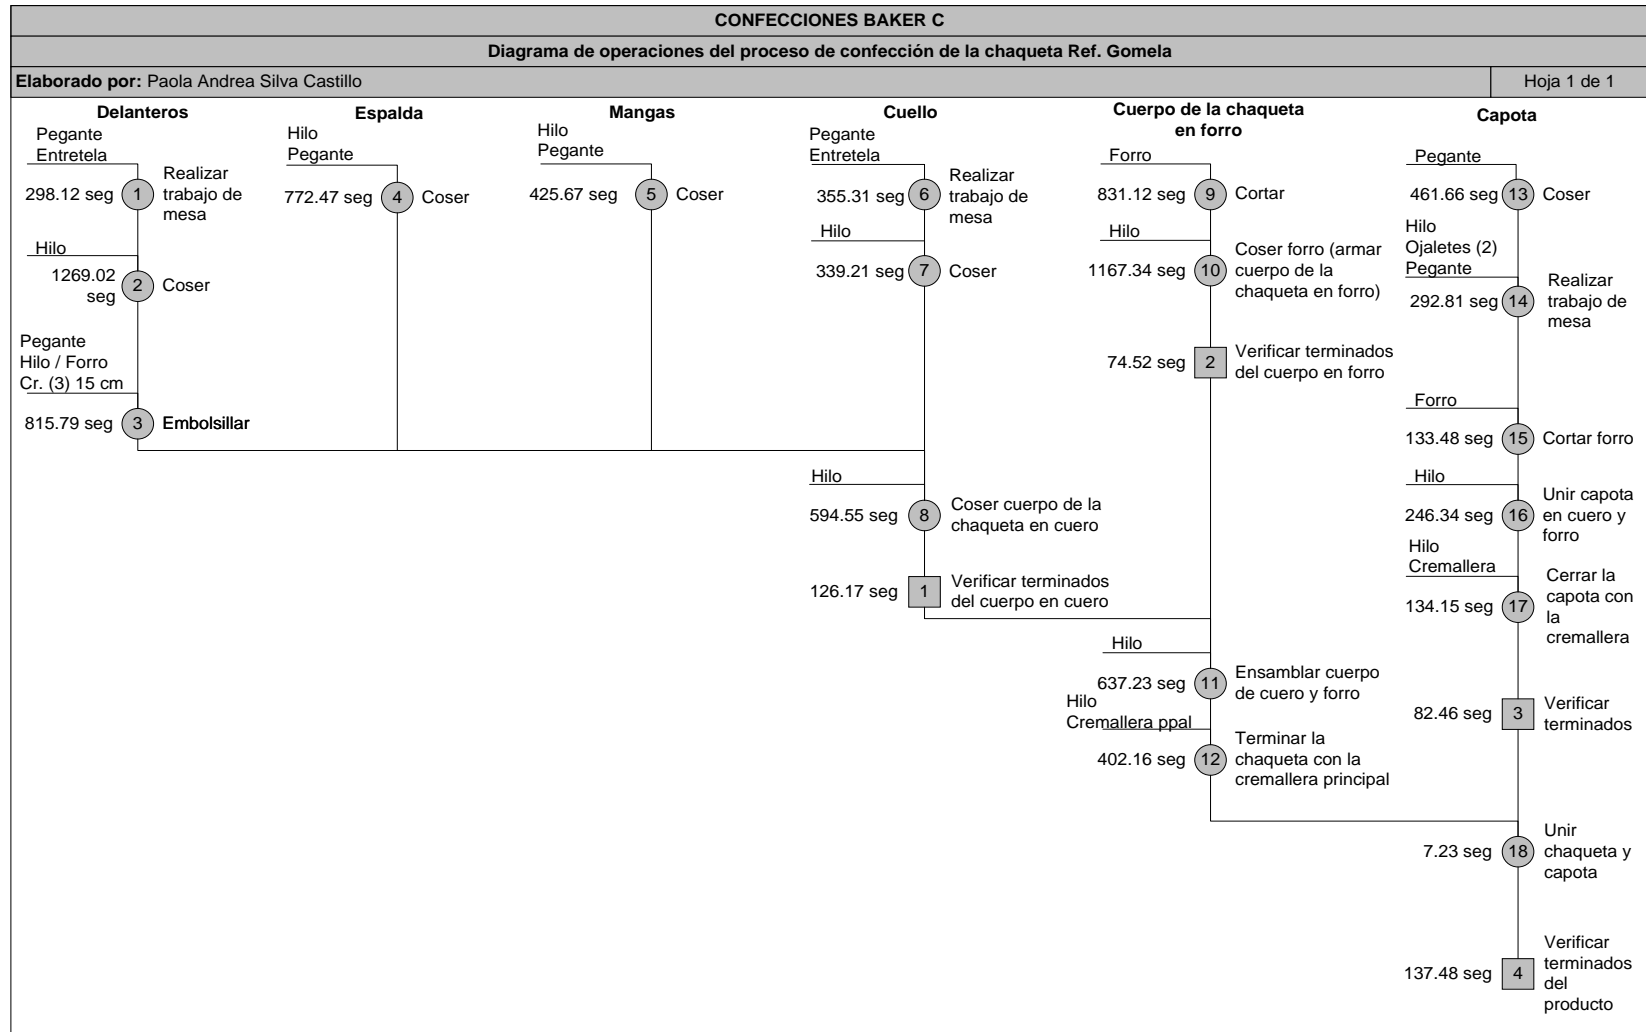 CONFECCIONES BAKER C
Diagrama de operaciones del proceso de confección de la chaqueta Ref. Gomela
Elaborado por: Paola Andrea Silva Castillo
Hoja 1 de 1
Delanteros
Pegante
Entretela
298.12 seg
1
Realizar
trabajo de
mesa
Hilo
1269.02
seg
2
Coser
Pegante
Hilo / Forro
Cr. (3) 15 cm
815.79 seg
3
Embolsillar
Espalda
Hilo
Pegante
772.47 seg
4
Coser
Mangas
Hilo
Pegante
425.67 seg
5
Coser
Cuello
Pegante
Entretela
355.31 seg
6
Realizar
trabajo de
mesa
Hilo
339.21 seg
7
Coser
Hilo
594.55 seg
8
Coser cuerpo de la
chaqueta en cuero
126.17 seg
1
Verificar terminados
del cuerpo en cuero
Cuerpo de la chaqueta
en forro
Forro
831.12 seg
9
Cortar
Hilo
1167.34 seg
10
Coser forro (armar
cuerpo de la
chaqueta en forro)
74.52 seg
2
Verificar terminados
del cuerpo en forro
Hilo
637.23 seg
11
Ensamblar cuerpo
de cuero y forro
Hilo
Cremallera ppal
402.16 seg
12
Terminar la
chaqueta con la
cremallera principal
Capota
Pegante
461.66 seg
13
Coser
Hilo
Ojaletes (2)
Pegante
292.81 seg
14
Realizar
trabajo de
mesa
Forro
133.48 seg
15
Cortar forro
Hilo
246.34 seg
16
Unir capota
en cuero y
forro
Hilo
Cremallera
134.15 seg
17
Cerrar la
capota con
la
cremallera
82.46 seg
3
Verificar
terminados
7.23 seg
18
Unir
chaqueta y
capota
137.48 seg
4
Verificar
terminados
del
producto